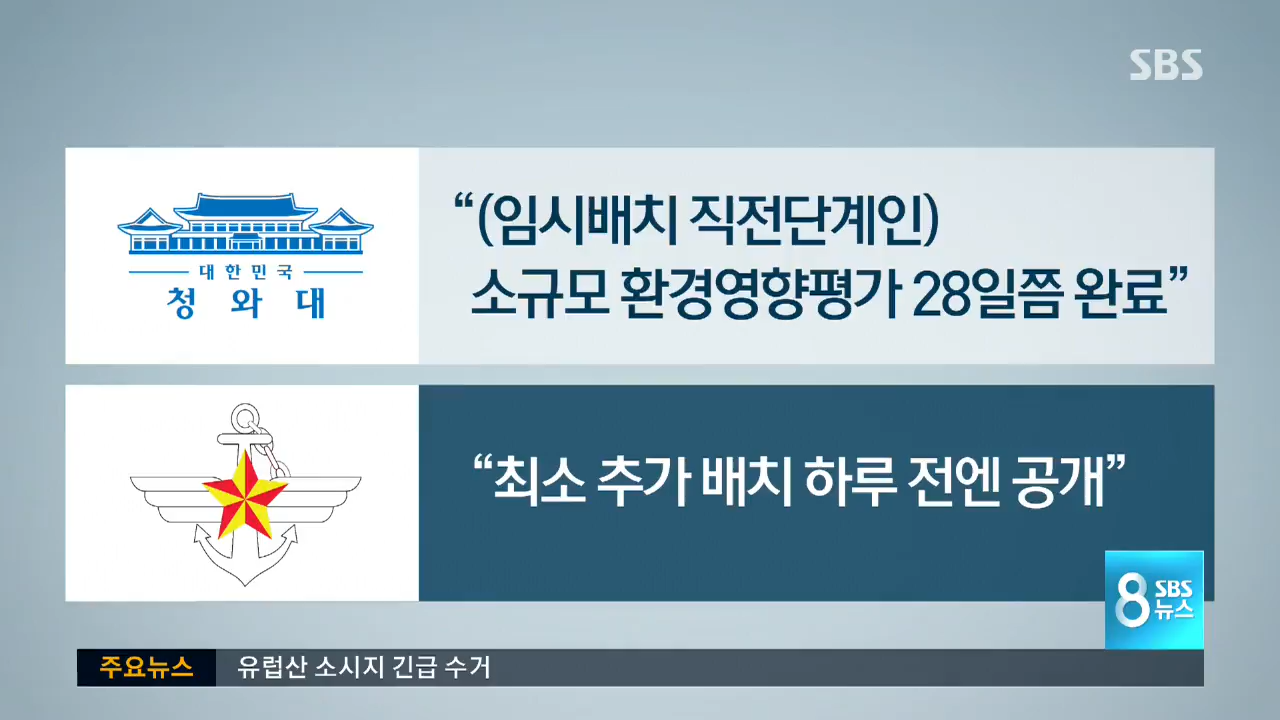 SBS
“(임시배치 직전단계인)
소규모 환경영향평가 28일쯤 완료”
대한민국
청와대
“최소 추가 배치 하루 전엔 공개”
8 SBS
뉴스
주요뉴스 유럽산 소시지 긴급 수거